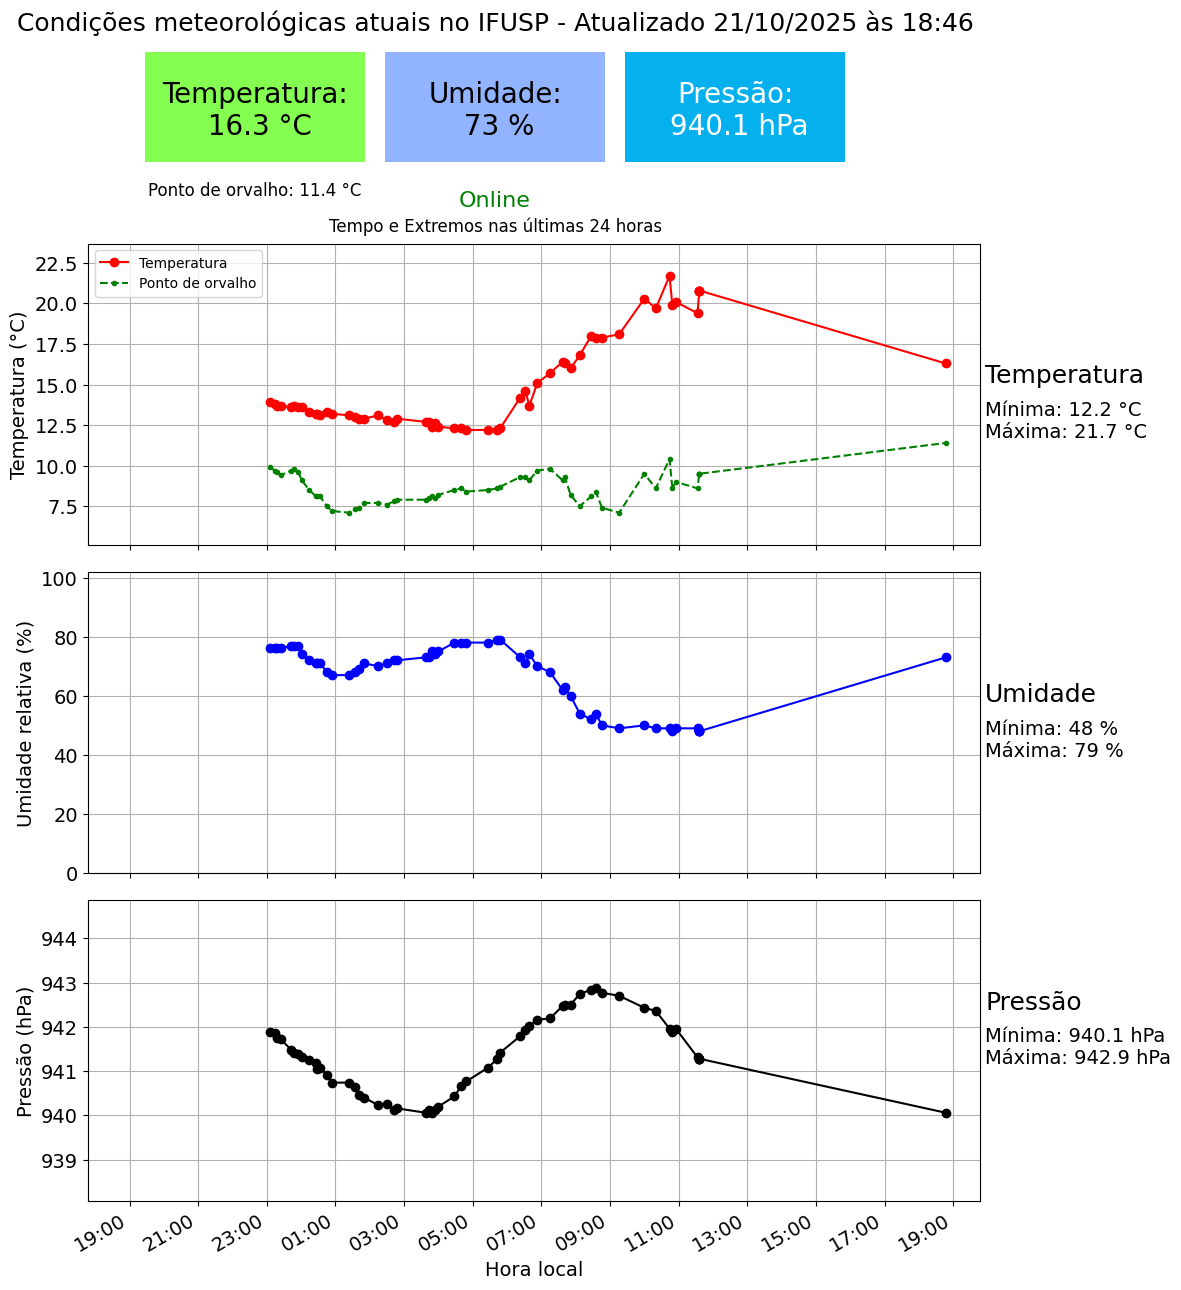 Condições meteorológicas atuais no IFUSP - Atualizado 21/10/2025 às 18:46
Temperatura:
16.3 °C
Umidade:
73 %
Pressão:
940.1 hPa
Ponto de orvalho: 11.4 °C
Online
Tempo e Extremos nas últimas 24 horas
Temperatura (°C)
22.5
20.0
17.5
15.0
12.5
10.0
7.5
Temperatura
Ponto de orvalho
Temperatura
Mínima: 12.2 °C
Máxima: 21.7 °C
Umidade relativa (%)
100
80
60
40
20
0
Umidade
Mínima: 48 %
Máxima: 79 %
Pressão (hPa)
944
943
942
941
940
939
Pressão
Mínima: 940.1 hPa
Máxima: 942.9 hPa
19:00 21:00 23:00 01:00 03:00 05:00 07:00 09:00 11:00 13:00 15:00 17:00 19:00
Hora local